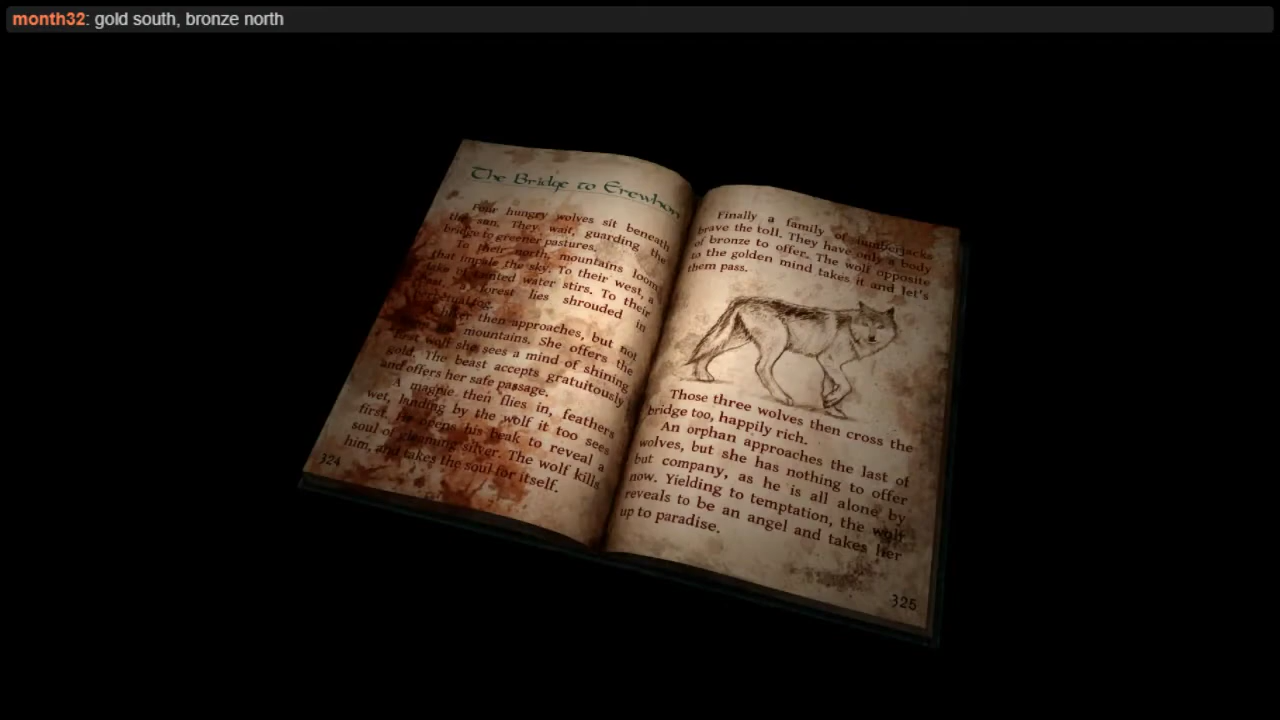 month32: gold south, bronze north
The Bridge to Erewhon
Four hungry wolves sit beneath
the sun. They wait, guarding the
bridge to greener pastures.
To their north, mountains loom
that impale the sky. To their west, a
lake of tainted water stirs. To their
east, a forest lies shrouded in
perpetual fog.
A hiker then approaches, but not
mountains. She offers the
first wolf she sees a mind of shining
gold. The beast accepts gratuitously
and offers her safe passage.
A magpie then flies in, feathers
wet, landing by the wolf it too sees
first. He opens his beak to reveal a
soul of gleaming silver. The wolf kills
him, and takes the soul for itself.
324
Finally a family of lumberjacks
brave the toll. They have only a body
of bronze to offer. The wolf opposite
to the golden mind takes it and let's
them pass.
Those three wolves then cross the
bridge too, happily rich.
An orphan approaches the last of
wolves, but she has nothing to offer
but company, as he is all alone by
now. Yielding to temptation, the wolf
reveals to be an angel and takes her
up to paradise.
325